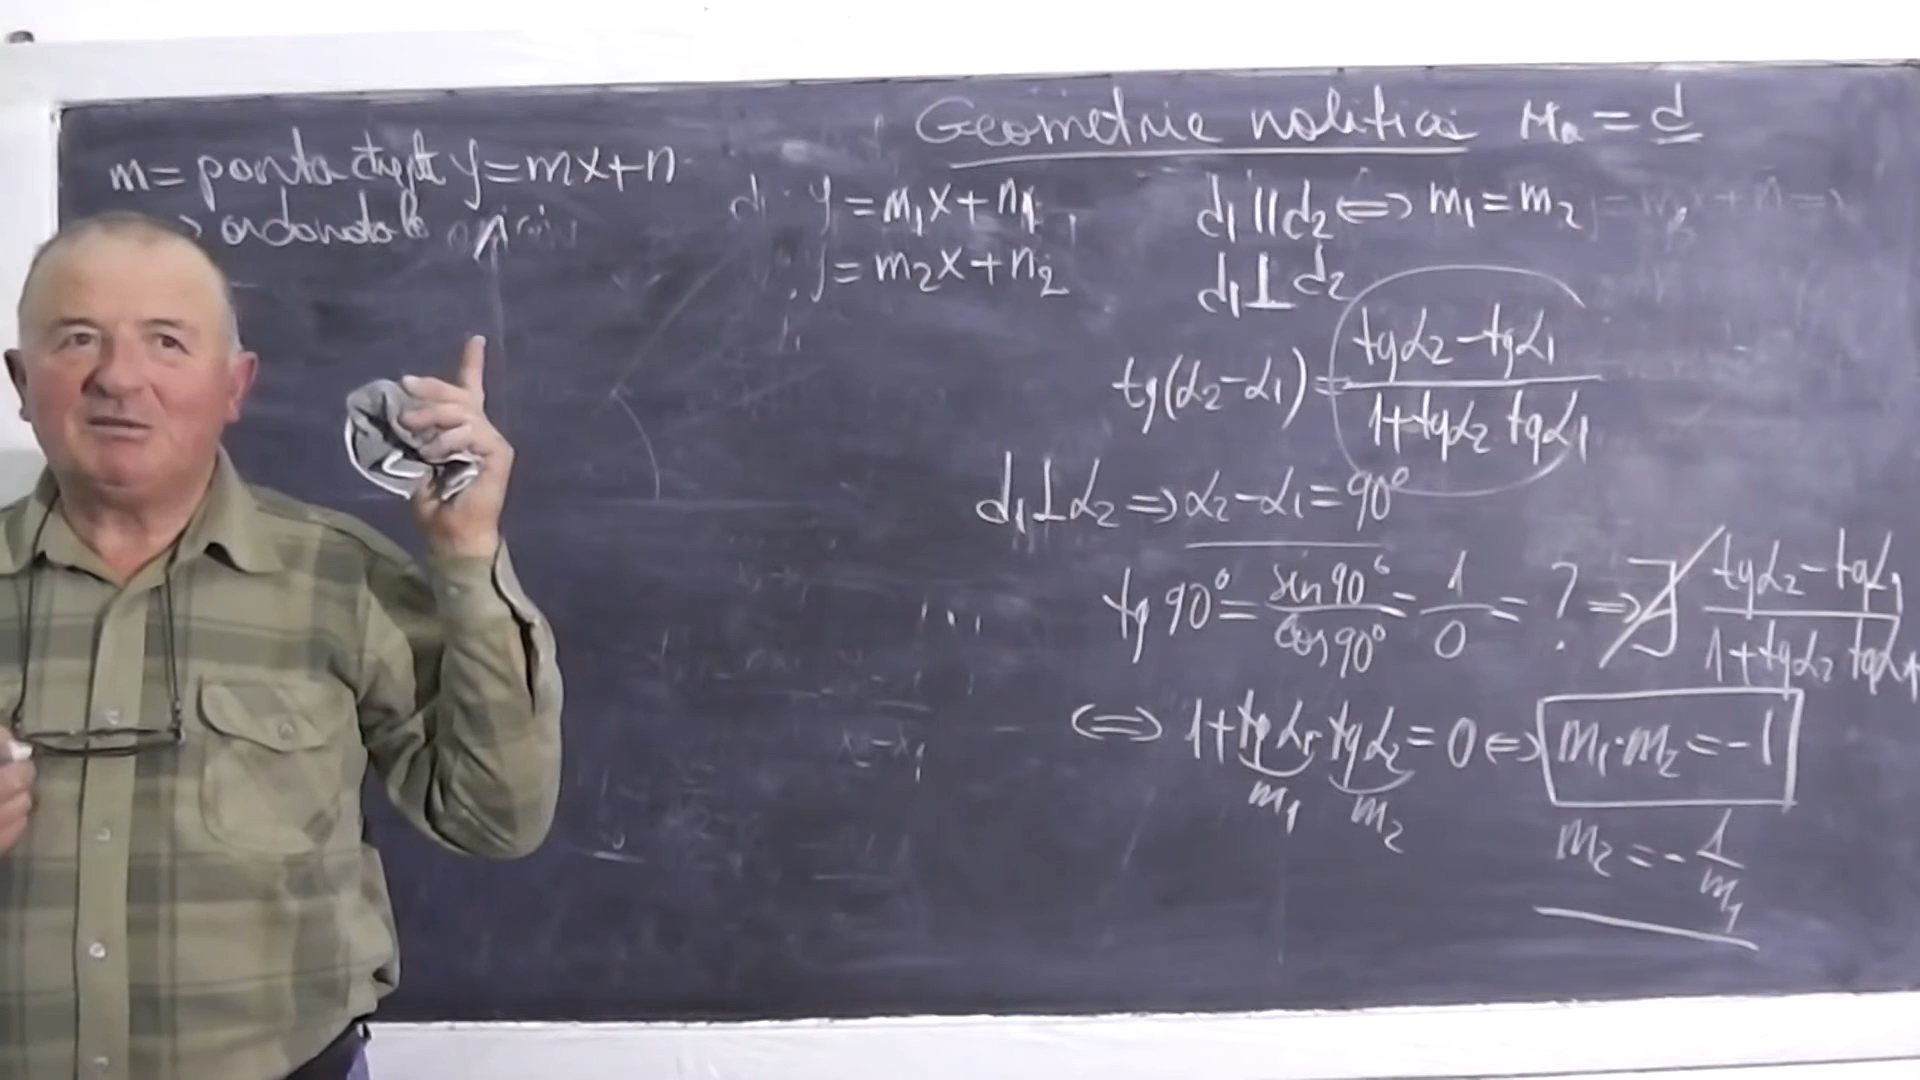 Geometrie
m = panta dreptei y = mx + n
ordonata la
y = m₁x + n₁
y = m₂x + n₂
d₁ || d₂ ⇔ m₁ = m₂
d₁ ⊥ d₂
tg(α₂ - α₁) = (tgα₂ - tgα₁) / (1 + tgα₂ tgα₁)
d₁ ⊥ d₂ ⇒ α₂ - α₁ = 90°
tg 90° = sin 90° / cos 90° = 1/0 = ? ⇒ ∄ (tgα₂ - tgα₁) / (1 + tgα₂ tgα₁)
⇔ 1 + tgα₁ · tgα₂ = 0 ⇔ m₁ · m₂ = -1
m₁ m₂
m₂ = - 1/m₁